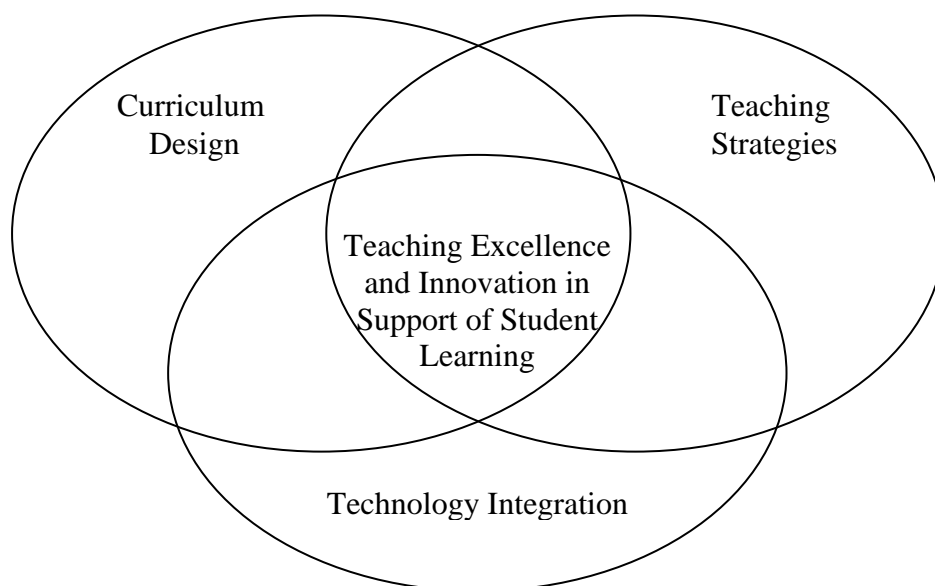 Curriculum
Design
Teaching
Strategies
Teaching Excellence
and Innovation in
Support of Student
Learning
Technology Integration